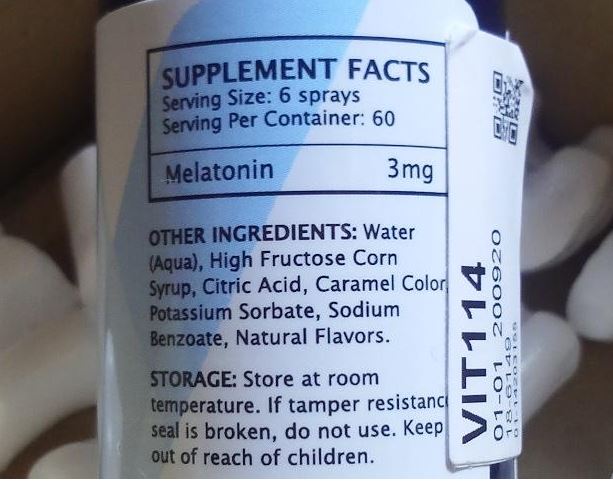 SUPPLEMENT FACTS
Serving Size: 6 sprays
Serving Per Container: 60
Melatonin 3mg
OTHER INGREDIENTS: Water
(Aqua), High Fructose Corn
Syrup, Citric Acid, Caramel Color,
Potassium Sorbate, Sodium
Benzoate, Natural Flavors.
STORAGE: Store at room
temperature. If tamper resistanc
seal is broken, do not use. Keep
out of reach of children.
VIT114
01-01 200920
18-6149